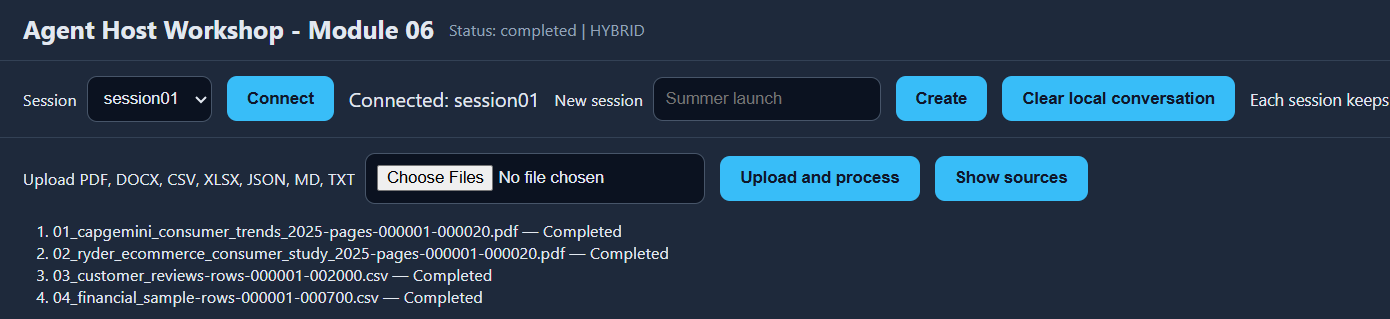 Agent Host Workshop - Module 06 Status: completed | HYBRID
Session session01 Connect Connected: session01 New session Summer launch Create Clear local conversation Each session keeps
Upload PDF, DOCX, CSV, XLSX, JSON, MD, TXT Choose Files No file chosen Upload and process Show sources
1. 01_capgemini_consumer_trends_2025-pages-000001-000020.pdf — Completed
2. 02_ryder_ecommerce_consumer_study_2025-pages-000001-000020.pdf — Completed
3. 03_customer_reviews-rows-000001-002000.csv — Completed
4. 04_financial_sample-rows-000001-000700.csv — Completed